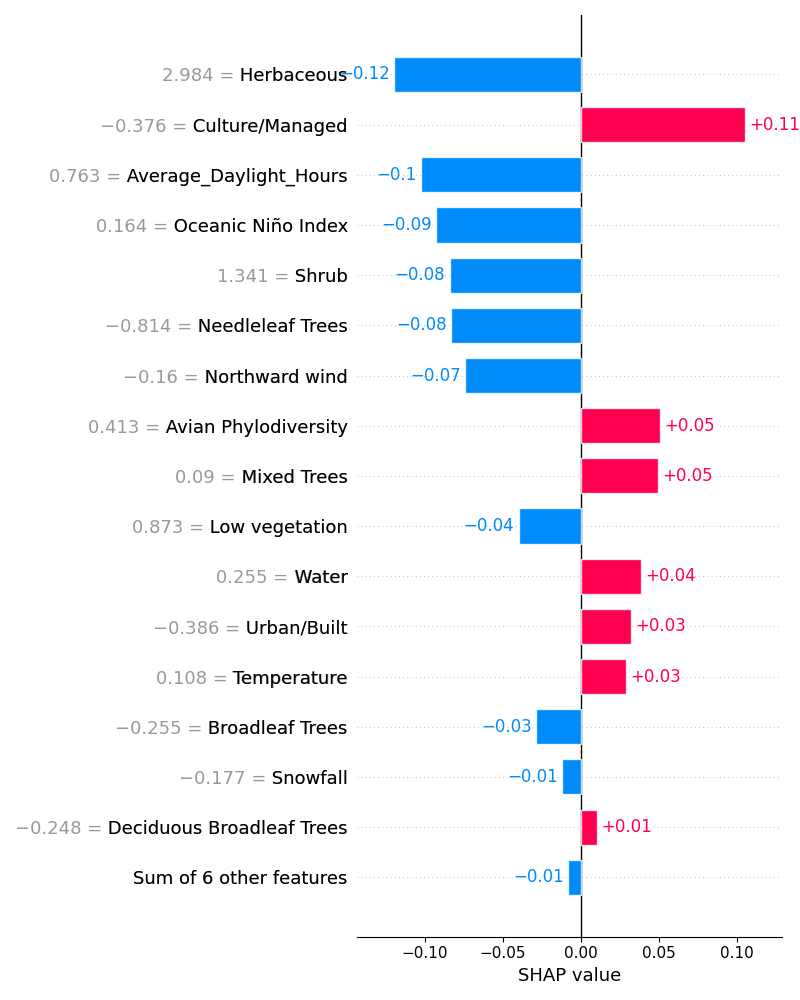 2.984 = Herbaceous −0.12
−0.376 = Culture/Managed +0.11
0.763 = Average_Daylight_Hours −0.1
0.164 = Oceanic Niño Index −0.09
1.341 = Shrub −0.08
−0.814 = Needleleaf Trees −0.08
−0.16 = Northward wind −0.07
0.413 = Avian Phylodiversity +0.05
0.09 = Mixed Trees +0.05
0.873 = Low vegetation −0.04
0.255 = Water +0.04
−0.386 = Urban/Built +0.03
0.108 = Temperature +0.03
−0.255 = Broadleaf Trees −0.03
−0.177 = Snowfall −0.01
−0.248 = Deciduous Broadleaf Trees +0.01
Sum of 6 other features −0.01
−0.10 −0.05 0.00 0.05 0.10
SHAP value